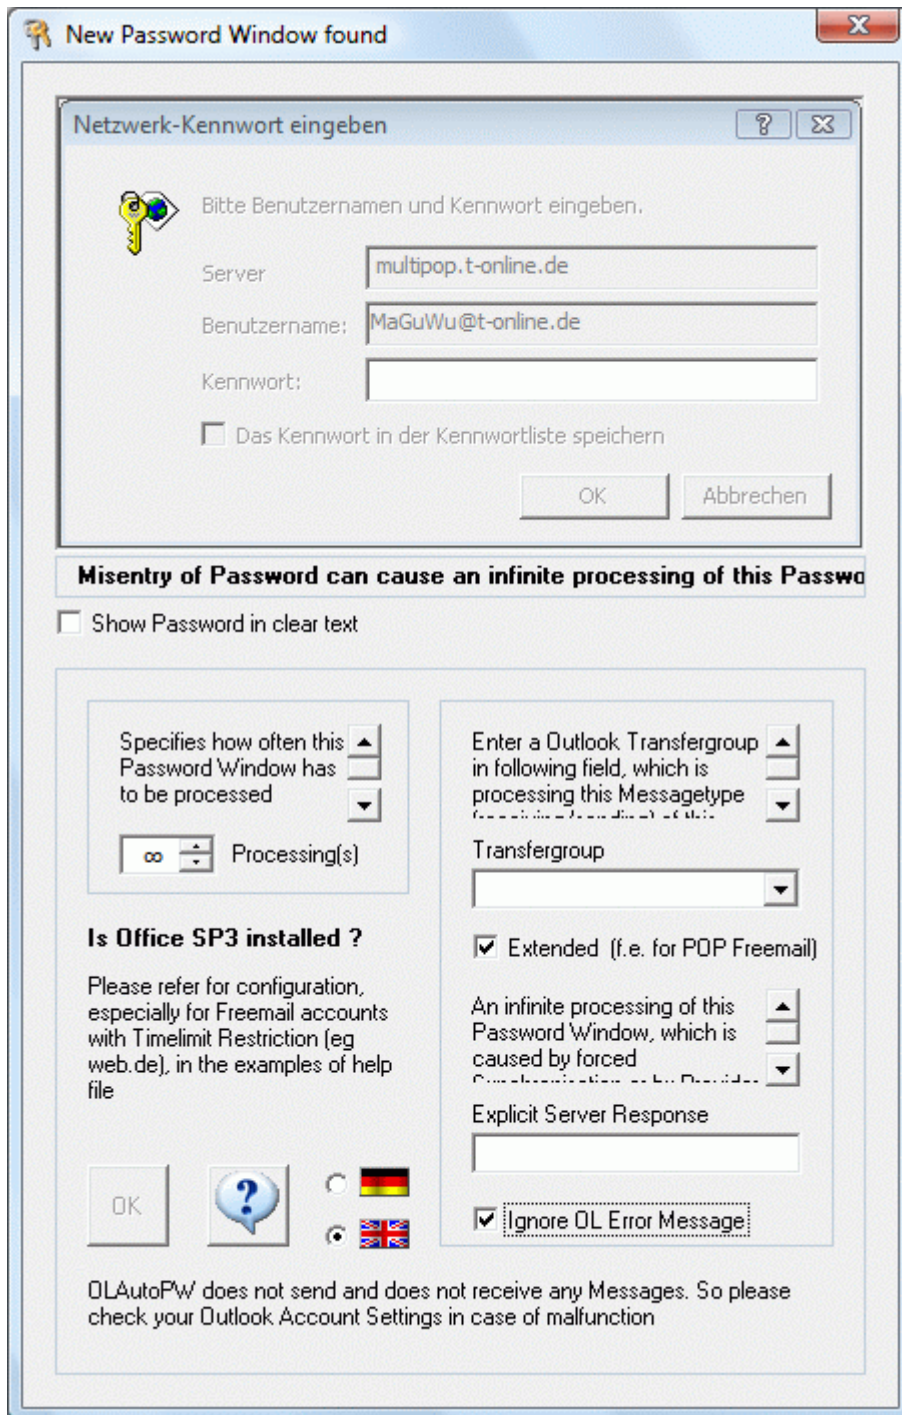 New Password Window found
Netzwerk-Kennwort eingeben
Bitte Benutzernamen und Kennwort eingeben.
Server
multipop.t-online.de
Benutzername:
MaGuWu@t-online.de
Kennwort:
Das Kennwort in der Kennwortliste speichern
OK
Abbrechen
Misentry of Password can cause an infinite processing of this Passwo
Show Password in clear text
Specifies how often this
Password Window has
to be processed
∞
Processing(s)
Is Office SP3 installed ?
Please refer for configuration,
especially for Freemail accounts
with Timelimit Restriction (eg
web.de), in the examples of help
file
OK
Enter a Outlook Transfergroup
in following field, which is
processing this Messagetype
Transfergroup
Extended (f.e. for POP Freemail)
An infinite processing of this
Password Window, which is
caused by forced
Explicit Server Response
Ignore OL Error Message
OLAutoPW does not send and does not receive any Messages. So please
check your Outlook Account Settings in case of malfunction